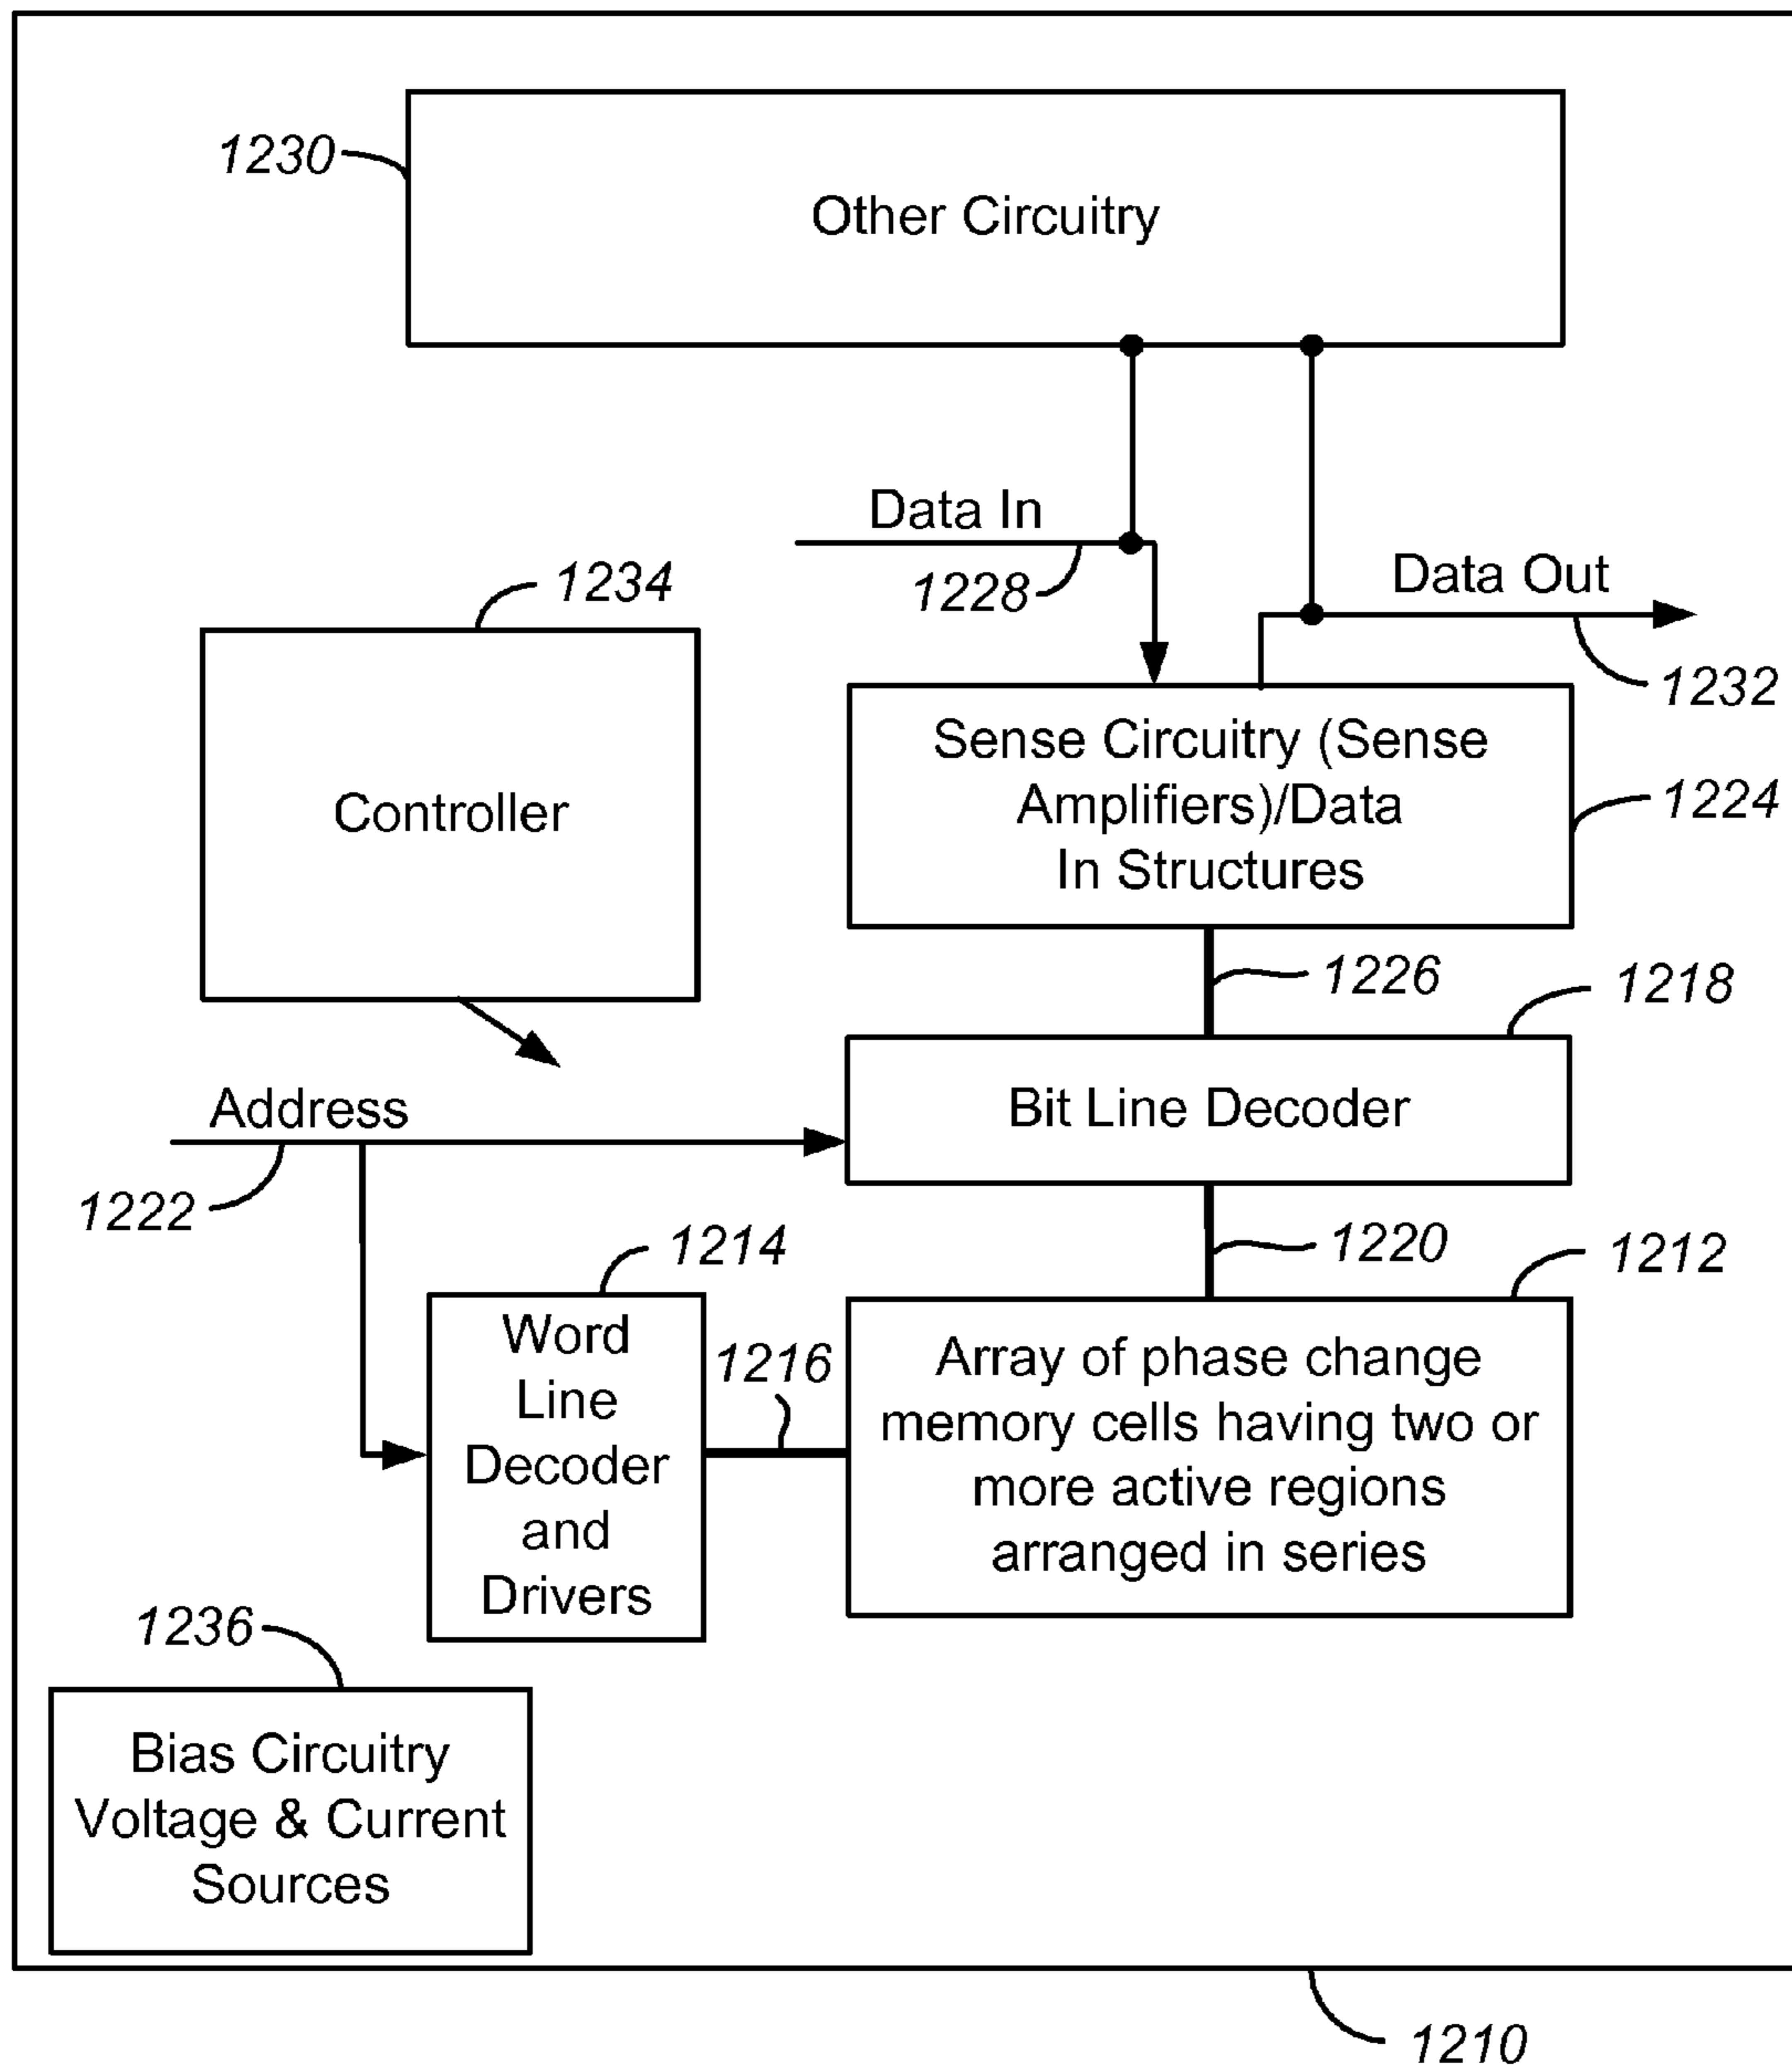 1230
Other Circuitry
Data In
1228
Data Out
1232
1234
Controller
Sense Circuitry (Sense
Amplifiers)/Data
In Structures
1224
1226
1218
Bit Line Decoder
Address
1222
1220
1214
1212
Word
Line
Decoder
and
Drivers
1216
Array of phase change
memory cells having two or
more active regions
arranged in series
1236
Bias Circuitry
Voltage & Current
Sources
1210